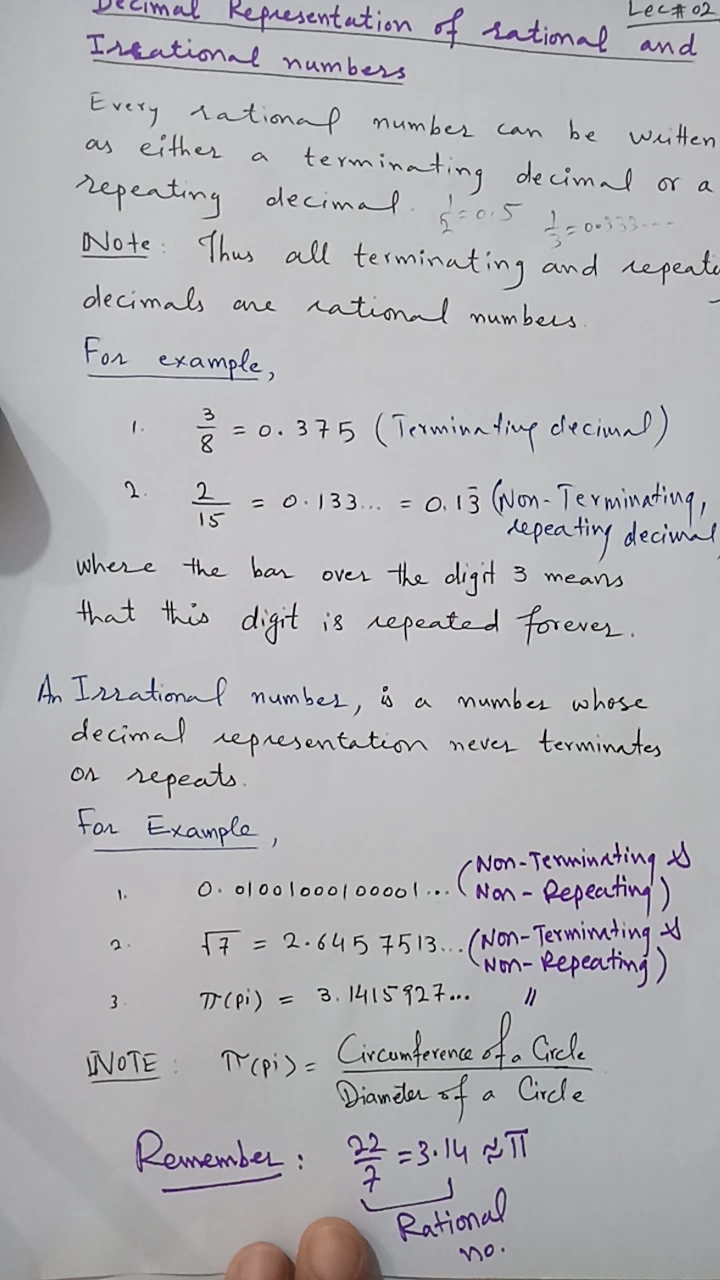 Decimal Representation of rational and
Lec#02
Irrational numbers
Every rational number can be written
as either a terminating decimal or a
repeating decimal. 1/2=0.5 1/3=0.333...
Note: Thus all terminating and
decimals are rational numbers.
For example,
1. 3/8 = 0.375 (Terminating decimal)
2. 2/15 = 0.133... = 0.13̄ (Non-Terminating,
repeating decimal
where the bar over the digit 3 means
that this digit is repeated forever.
An Irrational number, is a number whose
decimal representation never terminates
or repeats.
For Example,
1. 0.01001000100001... (Non-Terminating &
Non-Repeating)
2. √7 = 2.6457513... (Non-Terminating &
Non-Repeating)
3. π(pi) = 3.1415927... "
NOTE: π(pi) = Circumference of a Circle
Diameter of a Circle
Remember: 22/7 = 3.14 ≈ π
Rational
no.